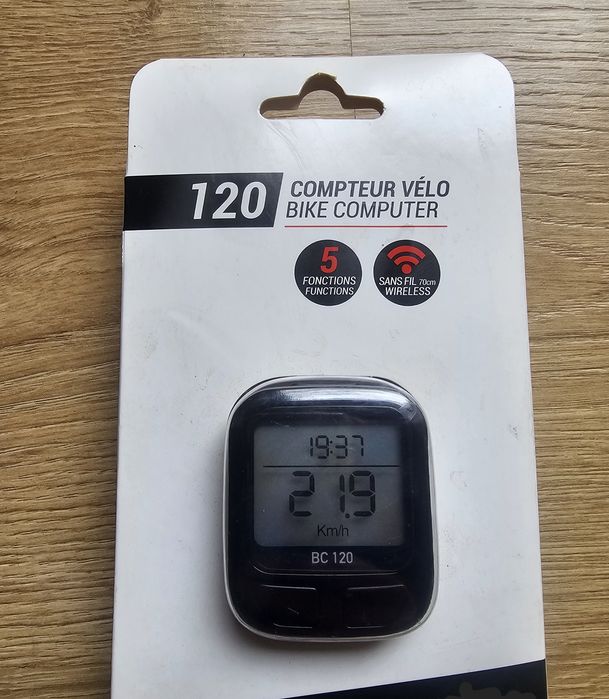 120 COMPTEUR VÉLO
BIKE COMPUTER
5
FONCTIONS
FUNCTIONS
SANS FIL 70cm
WIRELESS
19:37
21.9
Km/h
BC 120